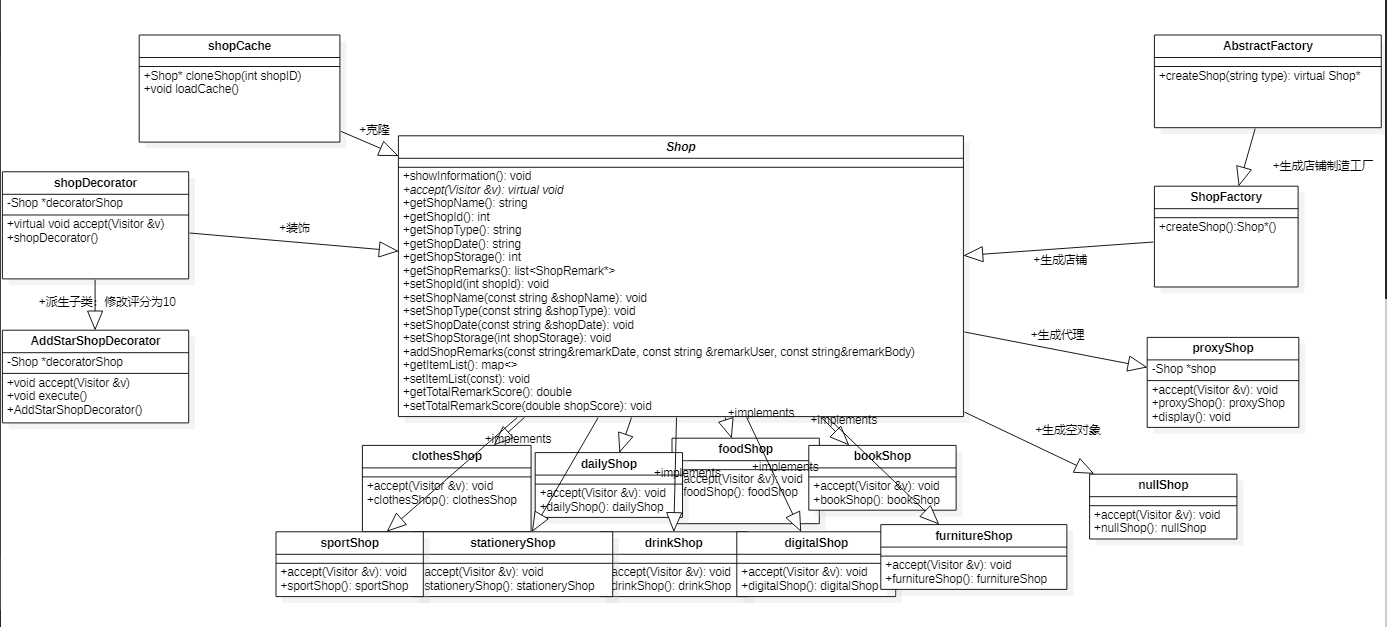 shopCache
+Shop* cloneShop(int shopID)
+void loadCache()
+克隆
AbstractFactory
+createShop(string type): virtual Shop*
+生成店铺制造工厂
ShopFactory
+createShop():Shop*()
+生成店铺
shopDecorator
-Shop *decoratorShop
+virtual void accept(Visitor &v)
+shopDecorator()
+装饰
+派生子类：修改评分为10
AddStarShopDecorator
-Shop *decoratorShop
+void accept(Visitor &v)
+void execute()
+AddStarShopDecorator()
Shop
+showInformation(): void
+accept(Visitor &v): virtual void
+getShopName(): string
+getShopId(): int
+getShopType(): string
+getShopDate(): string
+getShopStorage(): int
+getShopRemarks(): list<ShopRemark*>
+setShopId(int shopId): void
+setShopName(const string &shopName): void
+setShopType(const string &shopType): void
+setShopDate(const string &shopDate): void
+setShopStorage(int shopStorage): void
+addShopRemarks(const string&remarkDate, const string &remarkUser, const string&remarkBody)
+getItemList(): map<>
+setItemList(const): void
+getTotalRemarkScore(): double
+setTotalRemarkScore(double shopScore): void
+生成代理
proxyShop
-Shop *shop
+accept(Visitor &v): void
+proxyShop(): proxyShop
+display(): void
+生成空对象
nullShop
+accept(Visitor &v): void
+nullShop(): nullShop
+implements
+implements
+implements
+implements
+implements
clothesShop
+accept(Visitor &v): void
+clothesShop(): clothesShop
dailyShop
+accept(Visitor &v): void
+dailyShop(): dailyShop
foodShop
accept(Visitor &v): void
foodShop(): foodShop
bookShop
+accept(Visitor &v): void
+bookShop(): bookShop
sportShop
+accept(Visitor &v): void
+sportShop(): sportShop
stationeryShop
accept(Visitor &v): void
stationeryShop(): stationeryShop
drinkShop
accept(Visitor &v): void
drinkShop(): drinkShop
digitalShop
+accept(Visitor &v): void
+digitalShop(): digitalShop
furnitureShop
+accept(Visitor &v): void
+furnitureShop(): furnitureShop